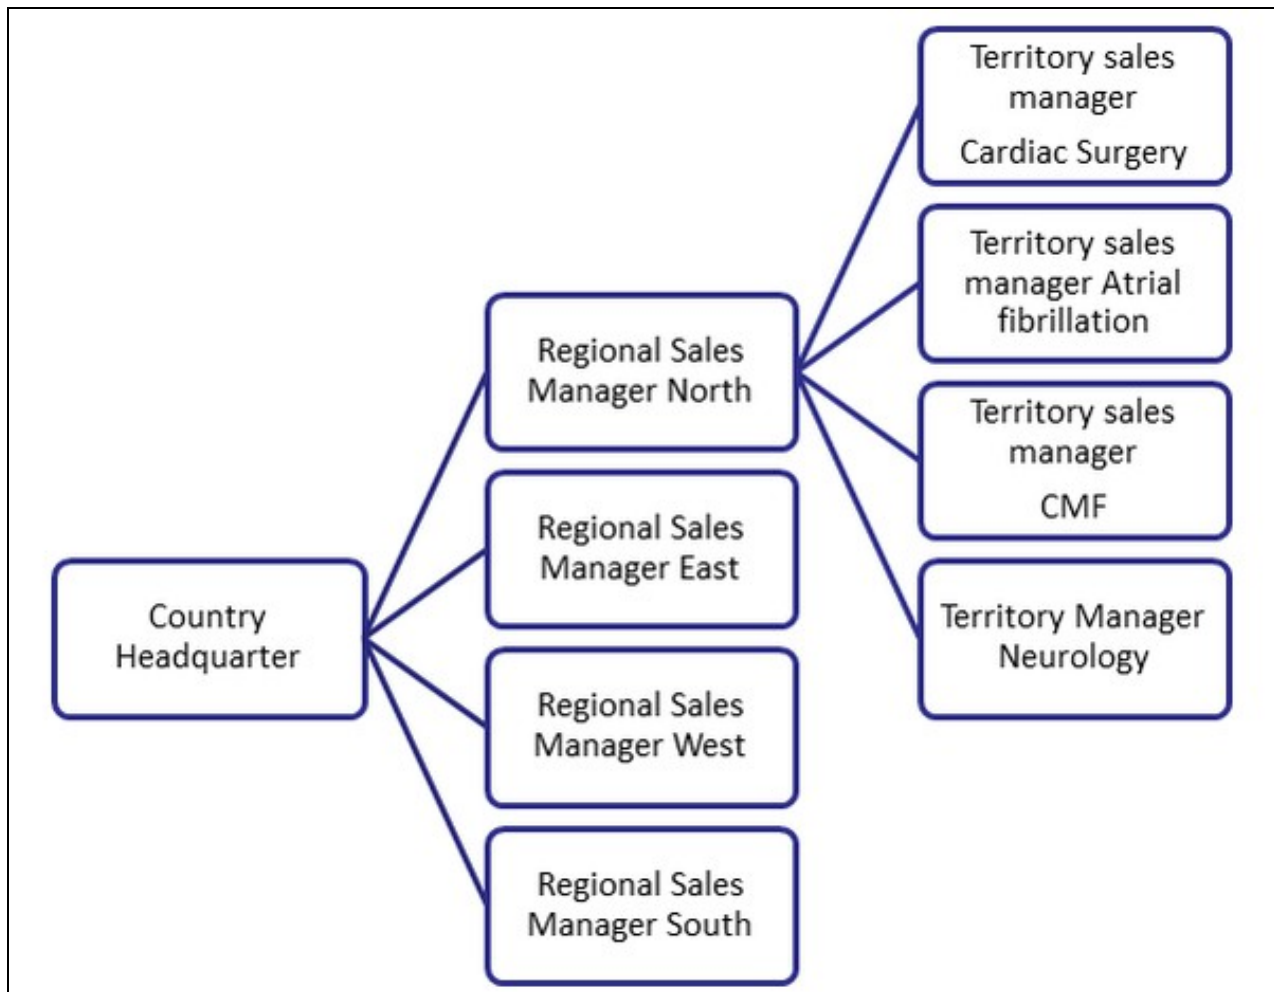 Country
Headquarter
Regional Sales
Manager North
Regional Sales
Manager East
Regional Sales
Manager West
Regional Sales
Manager South
Territory sales
manager
Cardiac Surgery
Territory sales
manager Atrial
fibrillation
Territory sales
manager
CMF
Territory Manager
Neurology